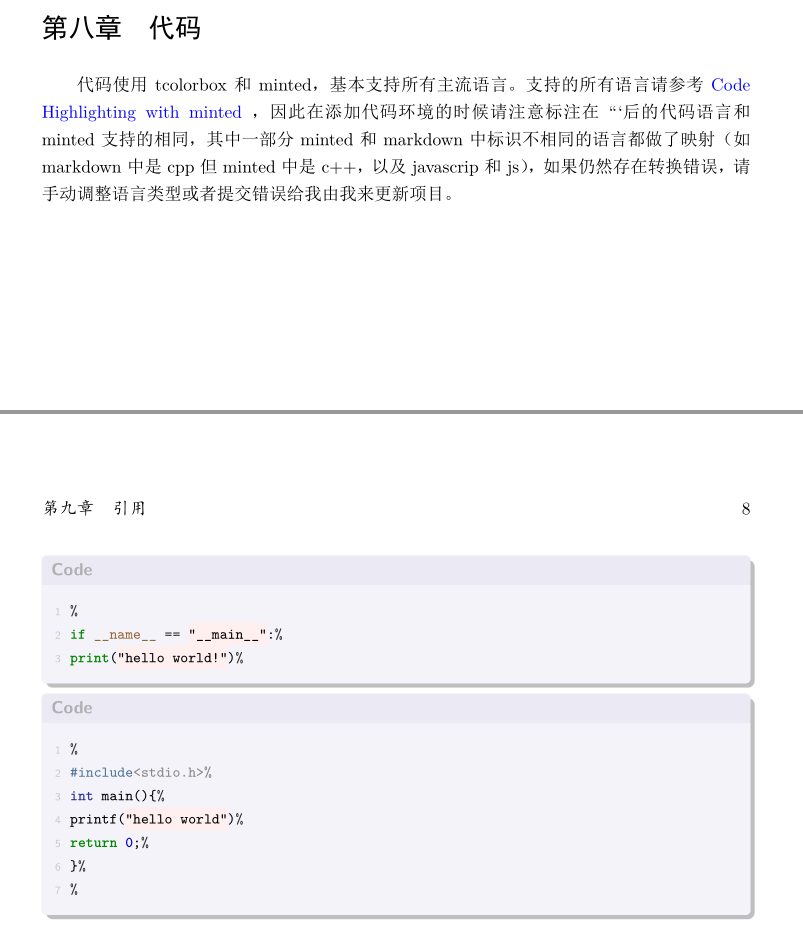 第八章 代码
代码使用 tcolorbox 和 minted，基本支持所有主流语言。支持的所有语言请参考 Code
Highlighting with minted ，因此在添加代码环境的时候请注意标注在 “‘后的代码语言和
minted 支持的相同，其中一部分 minted 和 markdown 中标识不相同的语言都做了映射（如
markdown 中是 cpp 但 minted 中是 c++，以及 javascrip 和 js），如果仍然存在转换错误，请
手动调整语言类型或者提交错误给我由我来更新项目。
第九章 引用 8
Code
1 %
2 if __name__ == "__main__":%
3 print("hello world!")%
Code
1 %
2 #include<stdio.h>%
3 int main(){%
4 printf("hello world")%
5 return 0;%
6 }%
7 %